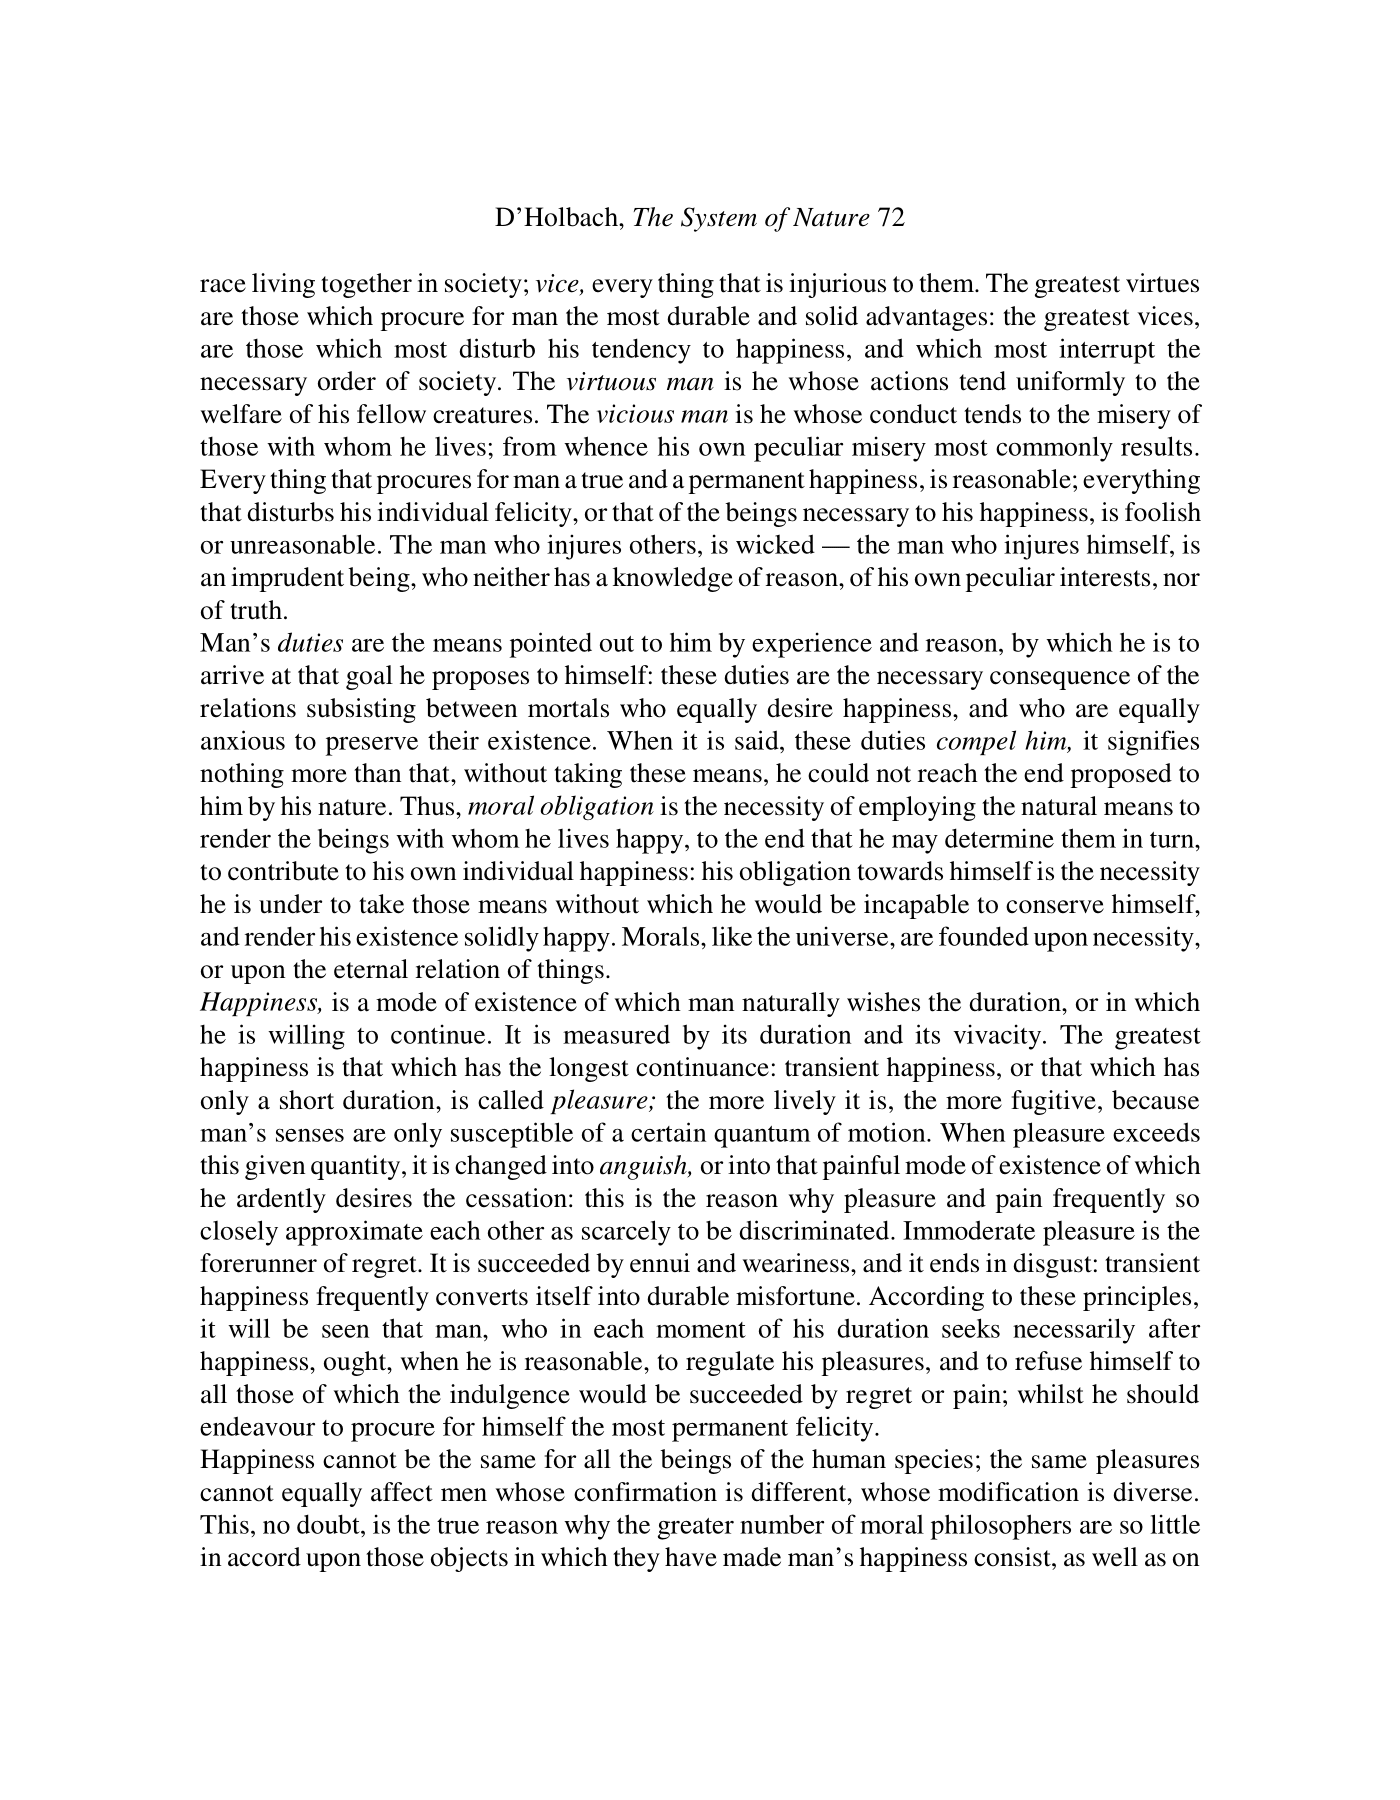 D’Holbach, The System of Nature 72
race living together in society; vice, every thing that is injurious to them. The greatest virtues
are those which procure for man the most durable and solid advantages: the greatest vices,
are those which most disturb his tendency to happiness, and which most interrupt the
necessary order of society. The virtuous man is he whose actions tend uniformly to the
welfare of his fellow creatures. The vicious man is he whose conduct tends to the misery of
those with whom he lives; from whence his own peculiar misery most commonly results.
Every thing that procures for man a true and a permanent happiness, is reasonable; everything
that disturbs his individual felicity, or that of the beings necessary to his happiness, is foolish
or unreasonable. The man who injures others, is wicked — the man who injures himself, is
an imprudent being, who neither has a knowledge of reason, of his own peculiar interests, nor
of truth.
Man’s duties are the means pointed out to him by experience and reason, by which he is to
arrive at that goal he proposes to himself: these duties are the necessary consequence of the
relations subsisting between mortals who equally desire happiness, and who are equally
anxious to preserve their existence. When it is said, these duties compel him, it signifies
nothing more than that, without taking these means, he could not reach the end proposed to
him by his nature. Thus, moral obligation is the necessity of employing the natural means to
render the beings with whom he lives happy, to the end that he may determine them in turn,
to contribute to his own individual happiness: his obligation towards himself is the necessity
he is under to take those means without which he would be incapable to conserve himself,
and render his existence solidly happy. Morals, like the universe, are founded upon necessity,
or upon the eternal relation of things.
Happiness, is a mode of existence of which man naturally wishes the duration, or in which
he is willing to continue. It is measured by its duration and its vivacity. The greatest
happiness is that which has the longest continuance: transient happiness, or that which has
only a short duration, is called pleasure; the more lively it is, the more fugitive, because
man’s senses are only susceptible of a certain quantum of motion. When pleasure exceeds
this given quantity, it is changed into anguish, or into that painful mode of existence of which
he ardently desires the cessation: this is the reason why pleasure and pain frequently so
closely approximate each other as scarcely to be discriminated. Immoderate pleasure is the
forerunner of regret. It is succeeded by ennui and weariness, and it ends in disgust: transient
happiness frequently converts itself into durable misfortune. According to these principles,
it will be seen that man, who in each moment of his duration seeks necessarily after
happiness, ought, when he is reasonable, to regulate his pleasures, and to refuse himself to
all those of which the indulgence would be succeeded by regret or pain; whilst he should
endeavour to procure for himself the most permanent felicity.
Happiness cannot be the same for all the beings of the human species; the same pleasures
cannot equally affect men whose confirmation is different, whose modification is diverse.
This, no doubt, is the true reason why the greater number of moral philosophers are so little
in accord upon those objects in which they have made man’s happiness consist, as well as on